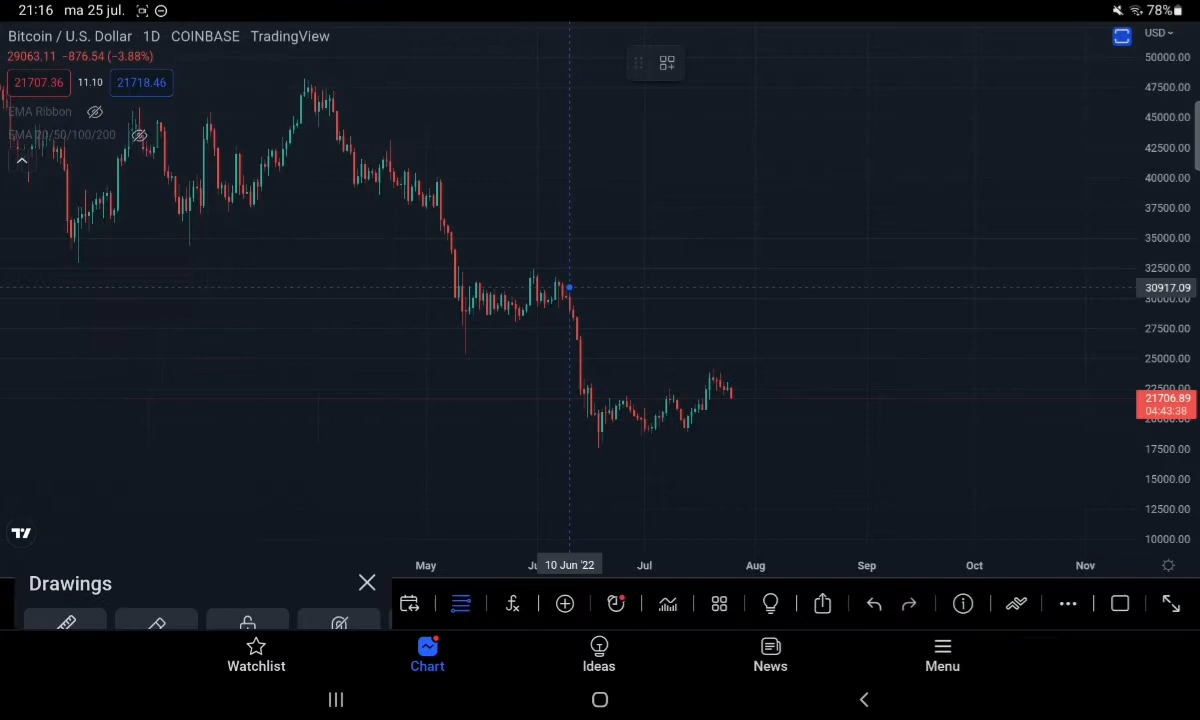 21:16 ma 25 jul. 78%
Bitcoin / U.S. Dollar 1D COINBASE TradingView
29063.11 −876.54 (−3.88%)
21707.36 11.10 21718.46
EMA Ribbon
EMA 20/50/100/200
USD
50000.00
47500.00
45000.00
42500.00
40000.00
37500.00
35000.00
32500.00
30917.09
30000.00
27500.00
25000.00
22500.00
21706.89
04:43:38
20000.00
17500.00
15000.00
12500.00
10000.00
May 10 Jun '22 Jul Aug Sep Oct Nov
Drawings
Watchlist Chart Ideas News Menu